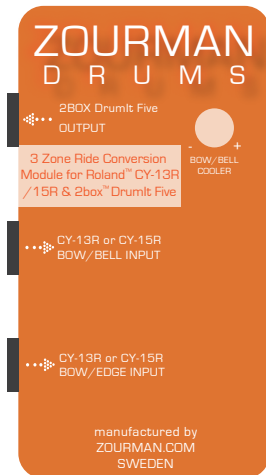 ZOURMAN
DRUMS
2BOX DrumIt Five
OUTPUT
- +
BOW/BELL
COOLER
3 Zone Ride Conversion
Module for Roland™ CY-13R
/15R & 2box™ DrumIt Five
CY-13R or CY-15R
BOW/BELL INPUT
CY-13R or CY-15R
BOW/EDGE INPUT
manufactured by
ZOURMAN.COM
SWEDEN